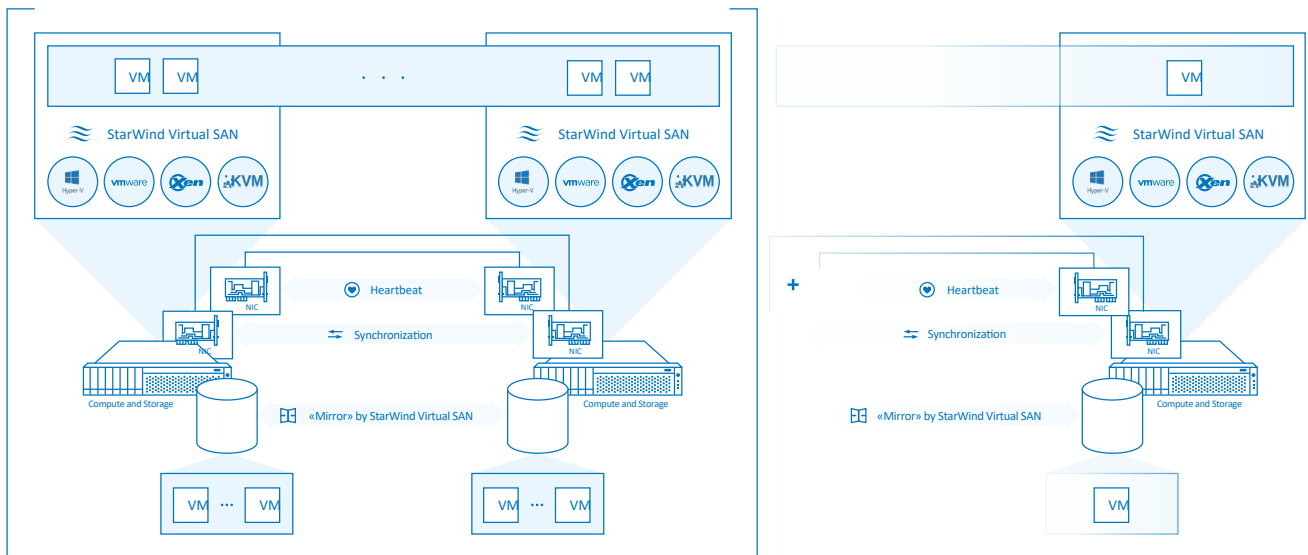 VM VM . . . VM VM VM
StarWind Virtual SAN StarWind Virtual SAN StarWind Virtual SAN
Hyper-V vmware Xen KVM Hyper-V vmware Xen KVM Hyper-V vmware Xen KVM
+ Heartbeat Heartbeat
NIC NIC NIC
Synchronization Synchronization
NIC NIC NIC
Compute and Storage Compute and Storage Compute and Storage
«Mirror» by StarWind Virtual SAN «Mirror» by StarWind Virtual SAN
VM ... VM VM ... VM VM